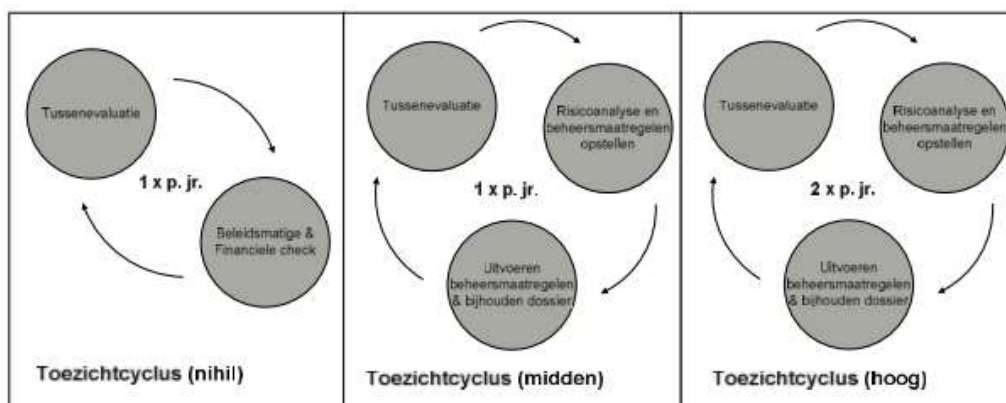 Tussenevaluatie
1 x p. jr.
Beleidsmatige &
Financiele check
Toezichtcyclus (nihil)
Tussenevaluatie
Risicoanalyse en
beheersmaatregelen
opstellen
1 x p. jr.
Uitvoeren
beheersmaatregelen
& bijhouden dossier
Toezichtcyclus (midden)
Tussenevaluatie
Risicoanalyse en
beheersmaatregelen
opstellen
2 x p. jr.
Uitvoeren
beheersmaatregelen
& bijhouden dossier
Toezichtcyclus (hoog)